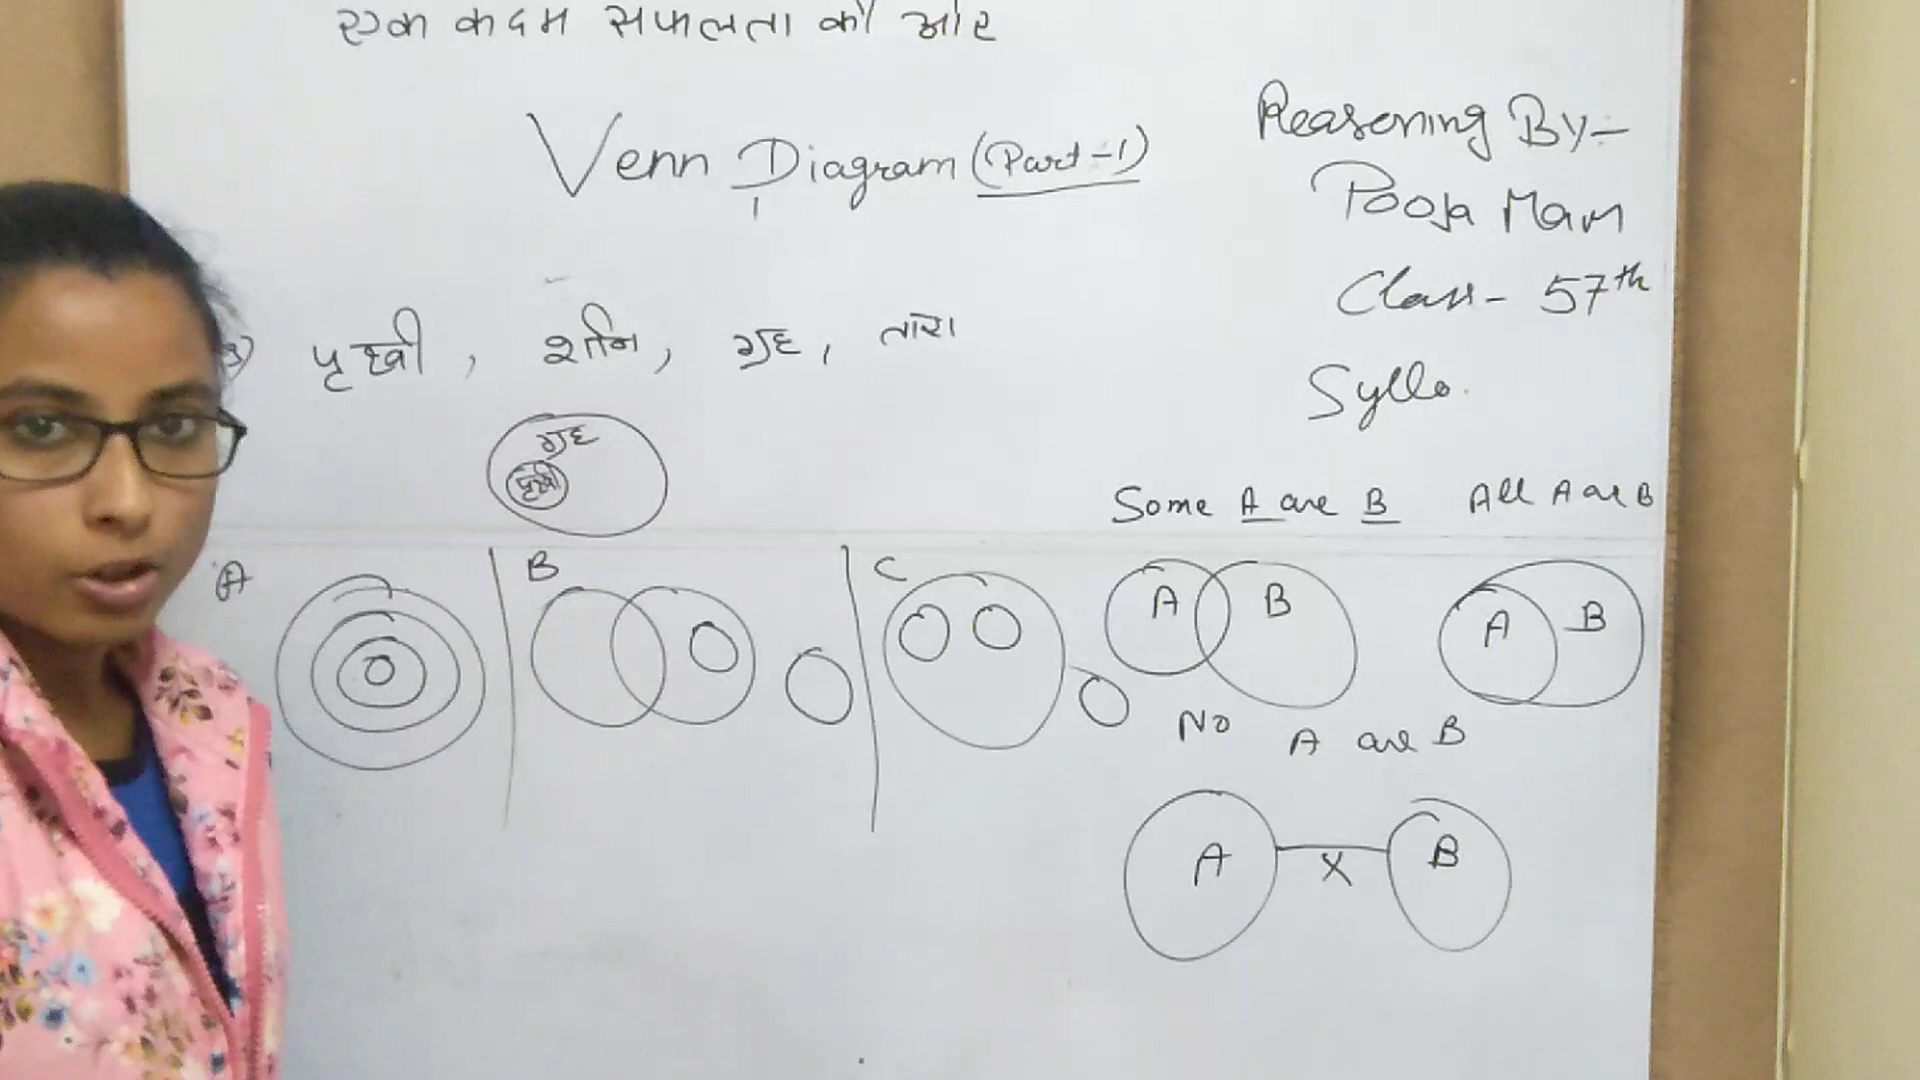 एक कदम सफलता की ओर
Venn Diagram (Part-1)
Reasoning By-
Pooja Mam
Class- 57th
Syllo.
पृथ्वी, शनि, ग्रह, तारा
ग्रह
पृथ्वी
Some A are B
All A are B
A
B
C
A B
A B
No A are B
A X B